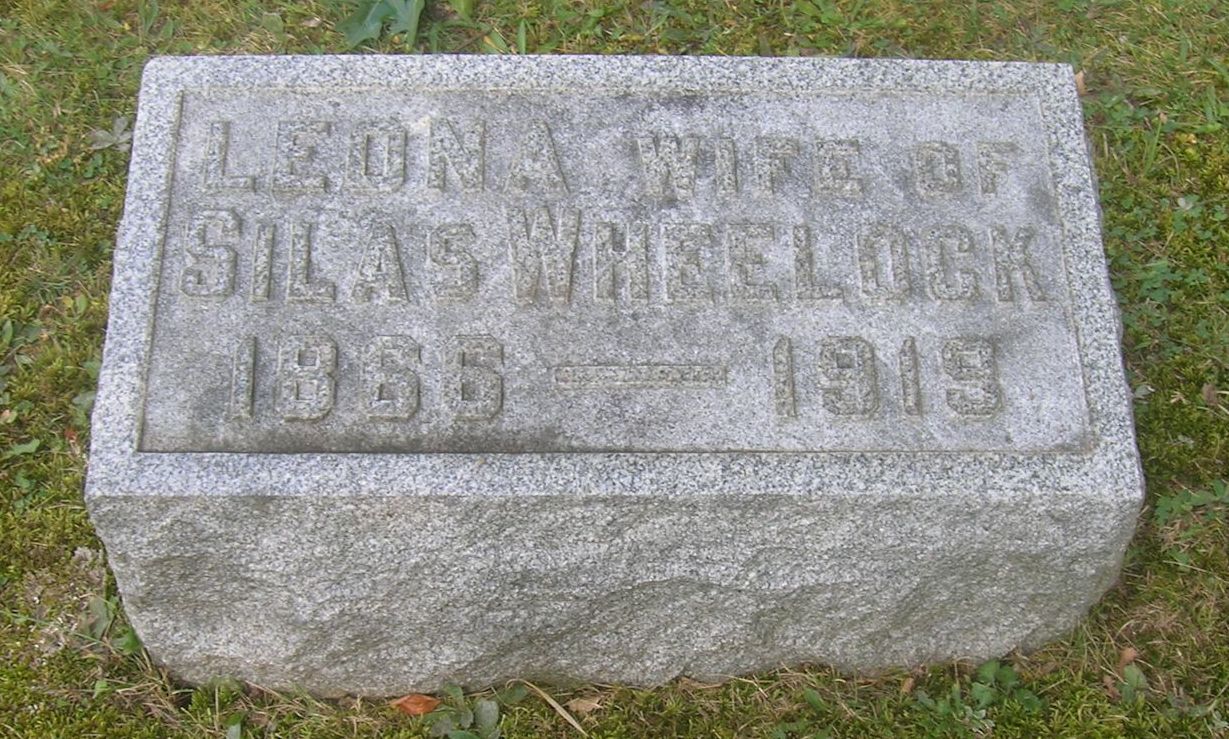 LEONA WIFE OF
SILAS WHEELOCK
1866 — 1919